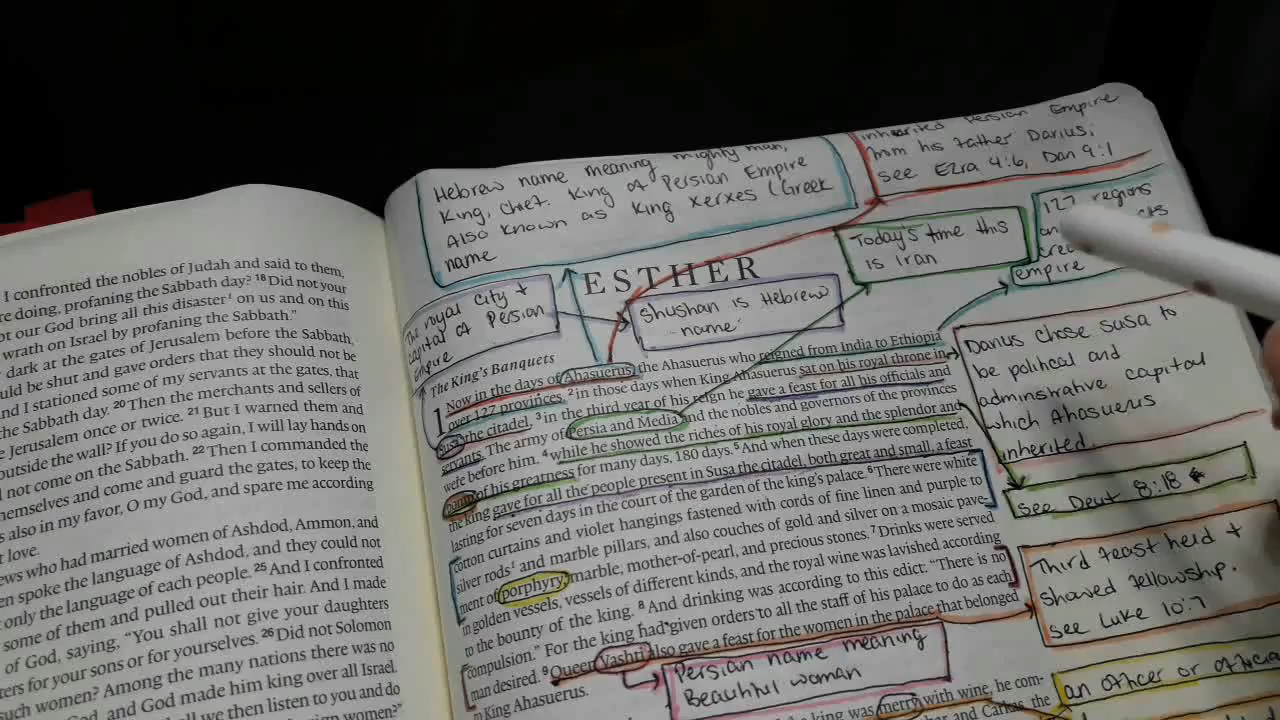 I confronted the nobles of Judah and said to them,
re doing, profaning the Sabbath day? 18 Did not your
or our God bring all this disaster¹ on us and on this
wrath on Israel by profaning the Sabbath."
dark at the gates of Jerusalem before the Sabbath,
uld be shut and gave orders that they should not be
nd I stationed some of my servants at the gates, that
the Sabbath day. 20 Then the merchants and sellers of
e Jerusalem once or twice. 21 But I warned them and
outside the wall? If you do so again, I will lay hands on
t not come on the Sabbath. 22 Then I commanded the
mselves and come and guard the gates, to keep the
s also in my favor, O my God, and spare me according
t love.
ews who had married women of Ashdod, Ammon, and
en spoke the language of Ashdod, and they could not
only the language of each people. 25 And I confronted
some of them and pulled out their hair. And I made
of God, saying, "You shall not give your daughters
ers for your sons or for yourselves. 26 Did not Solomon
uch women? Among the many nations there was no
God, and God made him king over all Israel.
we then listen to you and do
women?"
Hebrew name meaning mighty man,
King, chief. King of Persian Empire
Also known as King Xerxes (Greek
name
inherited Persian Empire
from his father Darius;
see Ezra 4:6, Dan 9:1
Today's time this
is Iran
127 regions
empire
ESTHER
The royal city +
capital of Persian
Empire
Shushan is Hebrew
name
The King's Banquets
1 Now in the days of Ahasuerus, the Ahasuerus who reigned from India to Ethiopia
over 127 provinces, 2 in those days when King Ahasuerus sat on his royal throne in
Susa, the citadel, 3 in the third year of his reign he gave a feast for all his officials and
servants. The army of Persia and Media and the nobles and governors of the provinces
were before him. 4 while he showed the riches of his royal glory and the splendor and
pomp of his greatness for many days, 180 days. 5 And when these days were completed,
the king gave for all the people present in Susa the citadel, both great and small, a feast
lasting for seven days in the court of the garden of the king's palace. 6 There were white
cotton curtains and violet hangings fastened with cords of fine linen and purple to
silver rods¹ and marble pillars, and also couches of gold and silver on a mosaic pave-
ment of porphyry, marble, mother-of-pearl, and precious stones. 7 Drinks were served
in golden vessels, vessels of different kinds, and the royal wine was lavished according
to the bounty of the king. 8 And drinking was according to this edict: "There is no
compulsion." For the king had given orders to all the staff of his palace to do as each
man desired. 9 Queen Vashti also gave a feast for the women in the palace that belonged
to King Ahasuerus.
king was merry with wine, he com-
and Carkas, the
Darius chose Susa to
be political and
adminstrative capital
which Ahasuerus
inherited.
see Deut 8:18
Third feast held +
shared fellowship.
see Luke 10:7
Persian name meaning
Beautiful woman
an officer or official